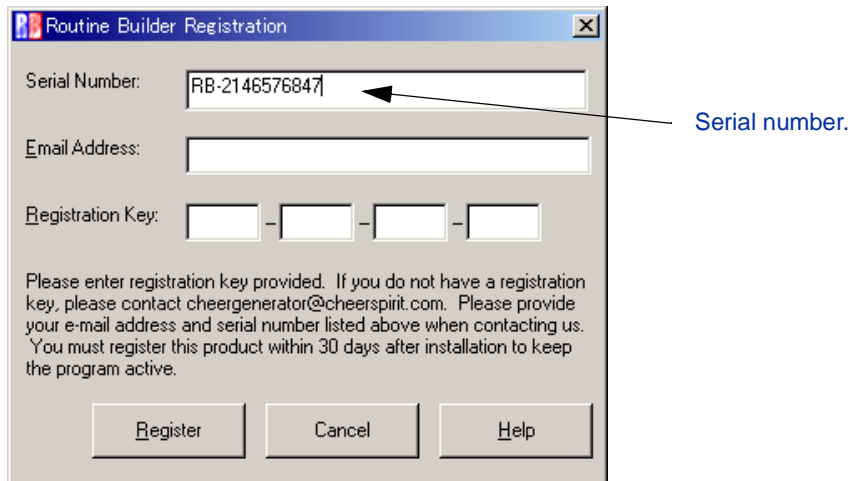 Routine Builder Registration
Serial Number: RB-2146576847
Serial number.
Email Address:
Registration Key: – – –
Please enter registration key provided.  If you do not have a registration
key, please contact cheergenerator@cheerspirit.com.  Please provide
your e-mail address and serial number listed above when contacting us.
You must register this product within 30 days after installation to keep
the program active.
Register Cancel Help